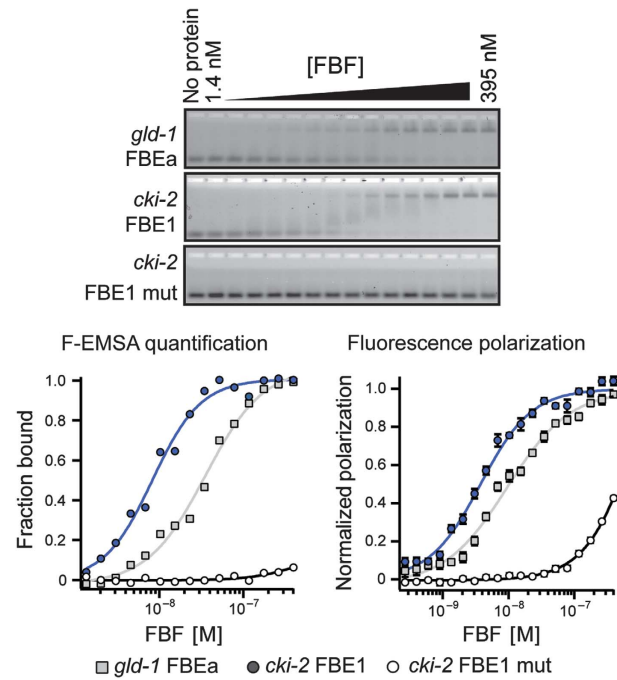 No protein
1.4 nM
[FBF]
395 nM
gld-1
FBEa
cki-2
FBE1
cki-2
FBE1 mut
F-EMSA quantification
Fluorescence polarization
Fraction bound
1.0
0.8
0.6
0.4
0.2
0
10⁻⁸
10⁻⁷
FBF [M]
Normalized polarization
1.0
0.8
0.6
0.4
0.2
0
10⁻⁹
10⁻⁸
10⁻⁷
FBF [M]
gld-1 FBEa
cki-2 FBE1
cki-2 FBE1 mut